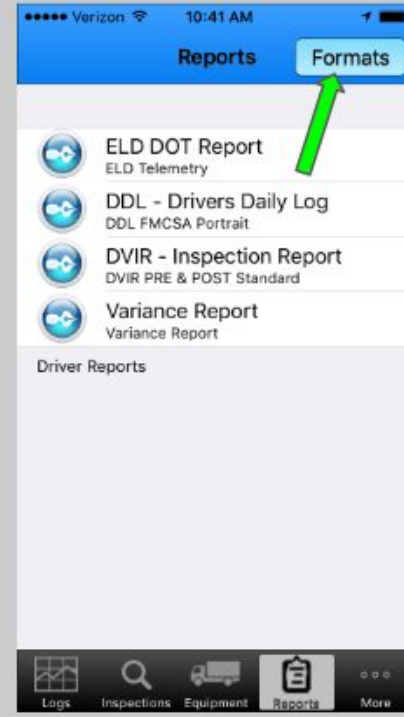 Verizon 10:41 AM
Reports Formats
ELD DOT Report
ELD Telemetry
DDL - Drivers Daily Log
DDL FMCSA Portrait
DVIR - Inspection Report
DVIR PRE & POST Standard
Variance Report
Variance Report
Driver Reports
Logs Inspections Equipment Reports More